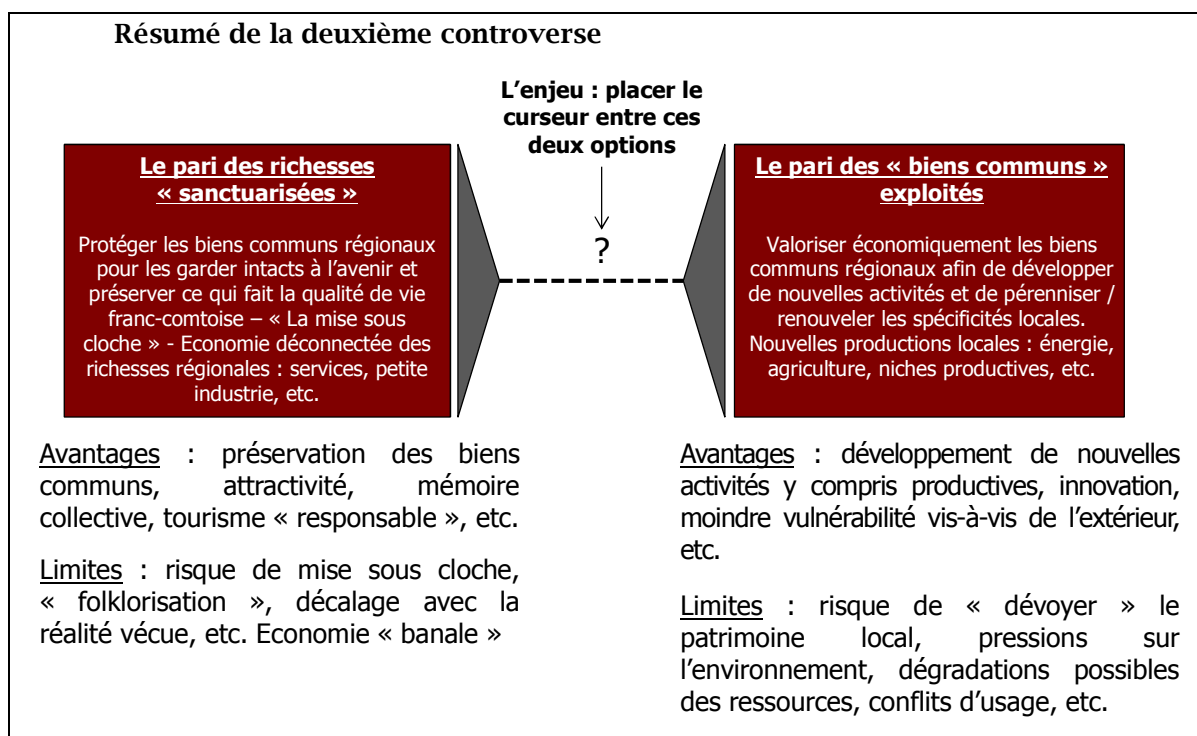 Résumé de la deuxième controverse
L'enjeu : placer le
curseur entre ces
deux options
?
Le pari des richesses
« sanctuarisées »
Protéger les biens communs régionaux
pour les garder intacts à l'avenir et
préserver ce qui fait la qualité de vie
franc-comtoise – « La mise sous
cloche » - Economie déconnectée des
richesses régionales : services, petite
industrie, etc.
Le pari des « biens communs »
exploités
Valoriser économiquement les biens
communs régionaux afin de développer
de nouvelles activités et de pérenniser /
renouveler les spécificités locales.
Nouvelles productions locales : énergie,
agriculture, niches productives, etc.
Avantages : préservation des biens
communs, attractivité, mémoire
collective, tourisme « responsable », etc.
Limites : risque de mise sous cloche,
« folklorisation », décalage avec la
réalité vécue, etc. Economie « banale »
Avantages : développement de nouvelles
activités y compris productives, innovation,
moindre vulnérabilité vis-à-vis de l'extérieur,
etc.
Limites : risque de « dévoyer » le
patrimoine local, pressions sur
l'environnement, dégradations possibles
des ressources, conflits d'usage, etc.